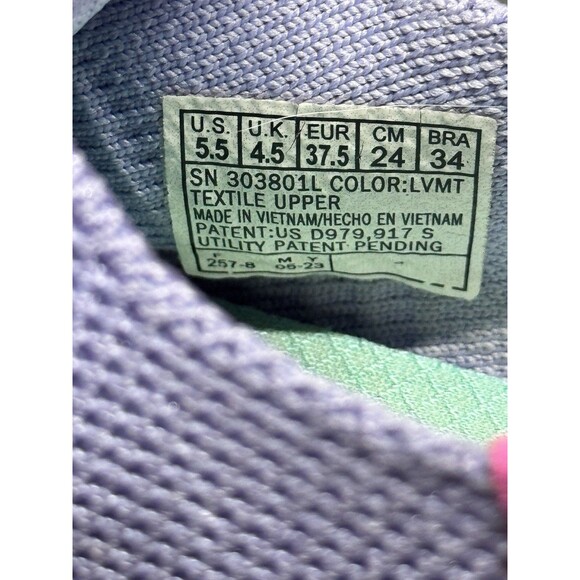 U.S. U.K. EUR CM BRA
5.5 4.5 37.5 24 34
SN 303801L COLOR:LVMT
TEXTILE UPPER
MADE IN VIETNAM/HECHO EN VIETNAM
PATENT:US D979,917 S
UTILITY PATENT PENDING
F M Y
257-8 05-23